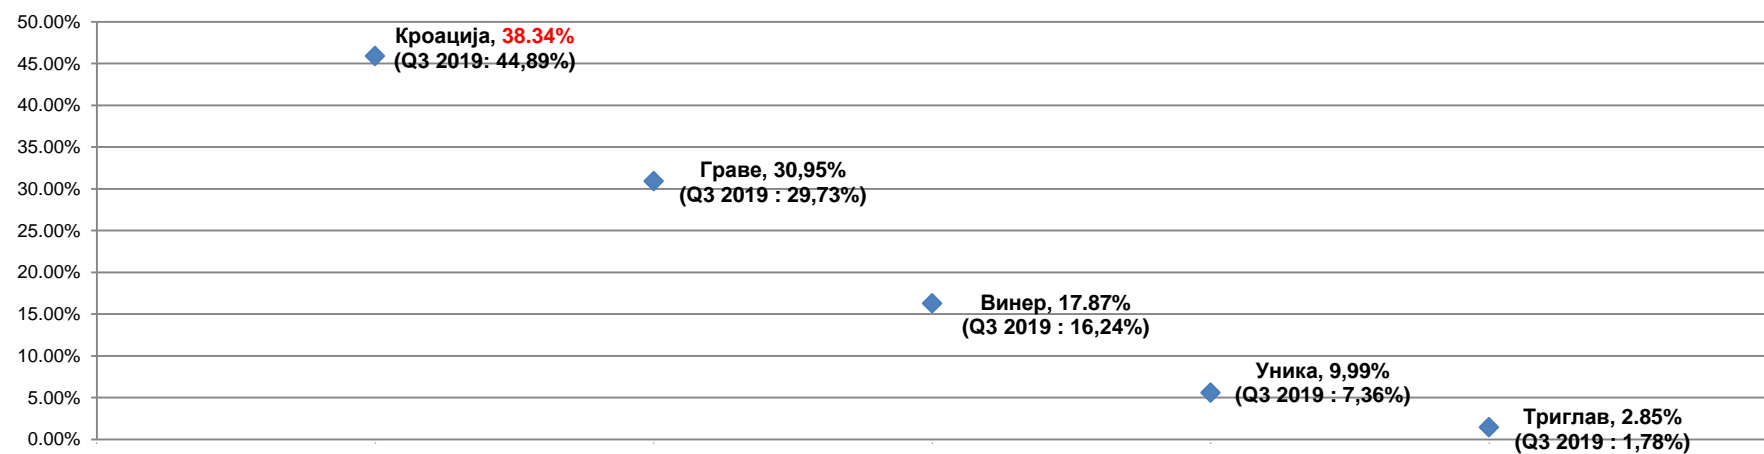 50.00%
45.00%
40.00%
35.00%
30.00%
25.00%
20.00%
15.00%
10.00%
5.00%
0.00%
Кроација, 38.34%
(Q3 2019: 44,89%)
Граве, 30,95%
(Q3 2019 : 29,73%)
Винер, 17.87%
(Q3 2019 : 16,24%)
Уника, 9,99%
(Q3 2019 : 7,36%)
Триглав, 2.85%
(Q3 2019 : 1,78%)